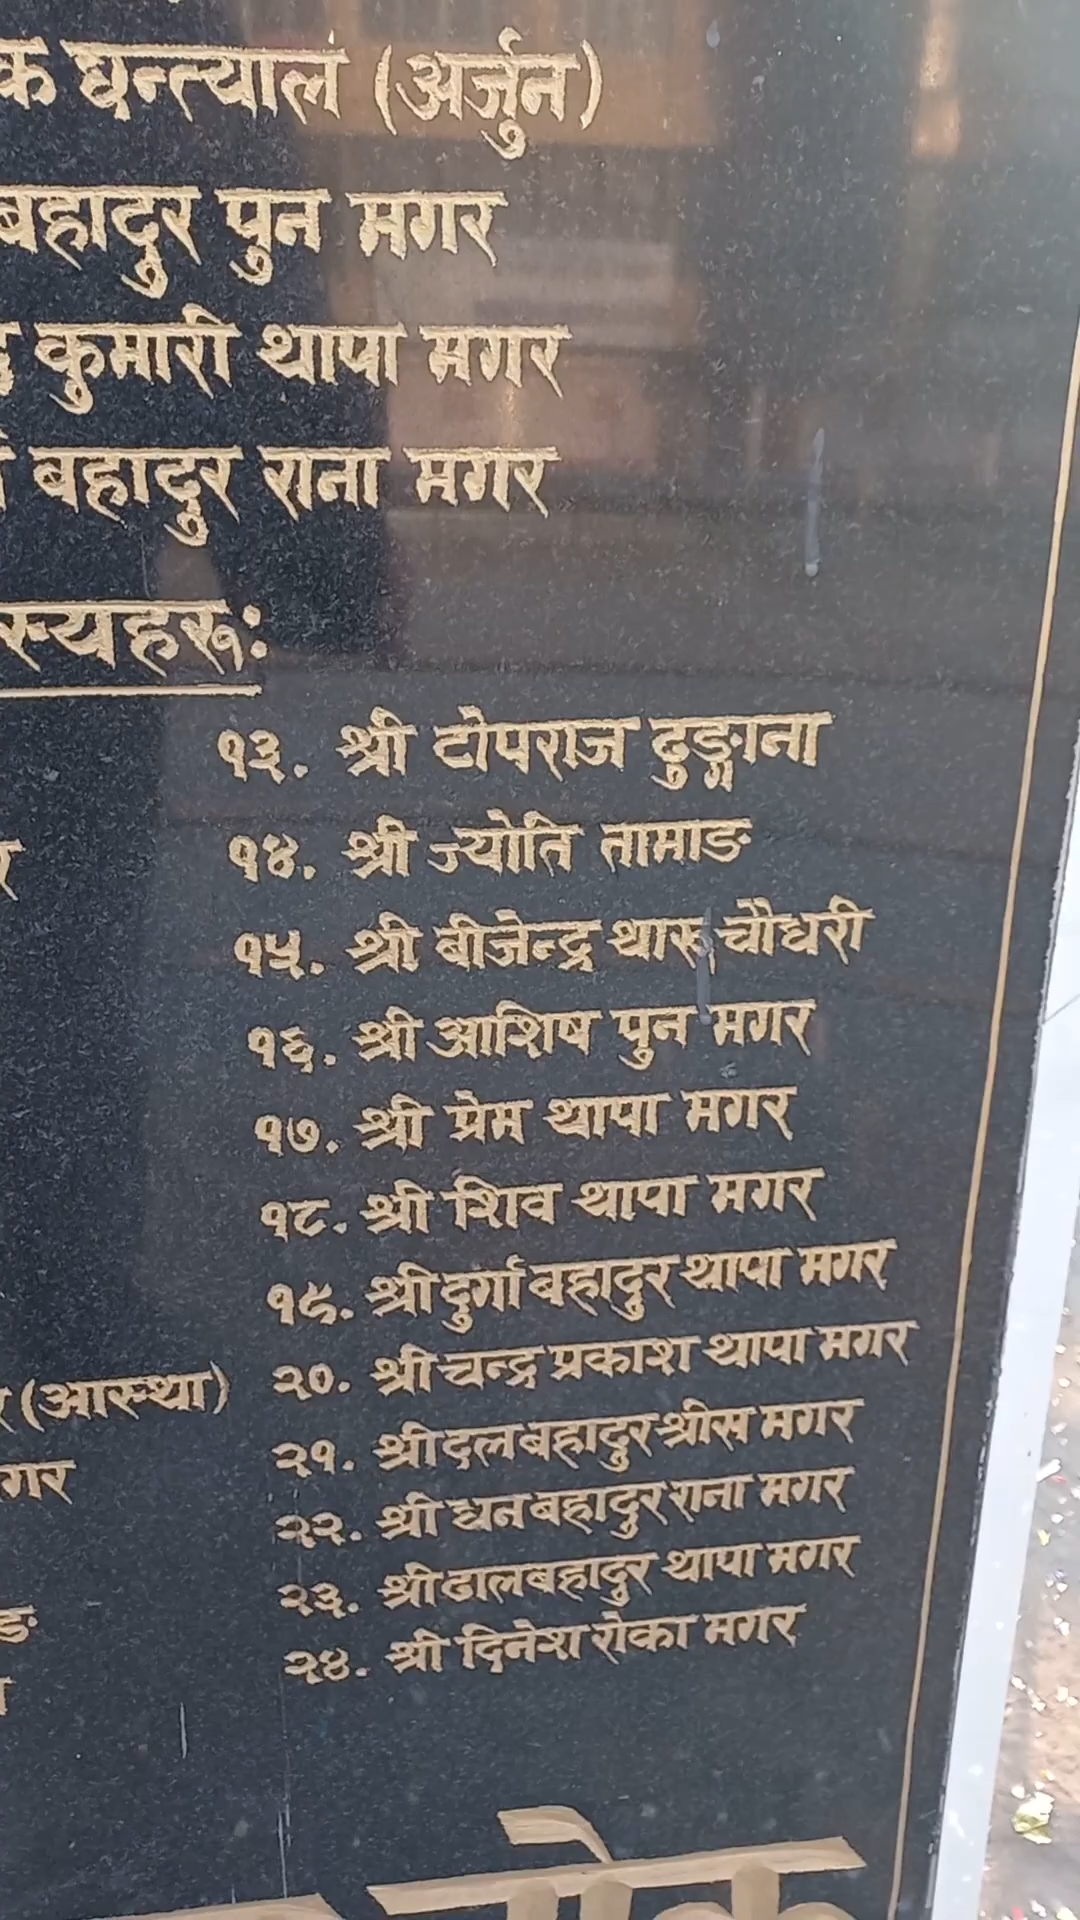 क घन्त्याल (अर्जुन)
बहादुर पुन मगर
कुमारी थापा मगर
बहादुर राना मगर
स्यहरू:
१३. श्री टोपराज ढुङ्गाना
१४. श्री ज्योति तामाङ
१५. श्री बीजेन्द्र थारू चौधरी
१६. श्री आशिष पुन मगर
१७. श्री प्रेम थापा मगर
१८. श्री शिव थापा मगर
१९. श्री दुर्गा बहादुर थापा मगर
(आस्था) २०. श्री चन्द्र प्रकाश थापा मगर
२१. श्री दल बहादुर श्रीस मगर
गर
२२. श्री धन बहादुर राना मगर
२३. श्री ढाल बहादुर थापा मगर
२४. श्री दिनेश रोका मगर